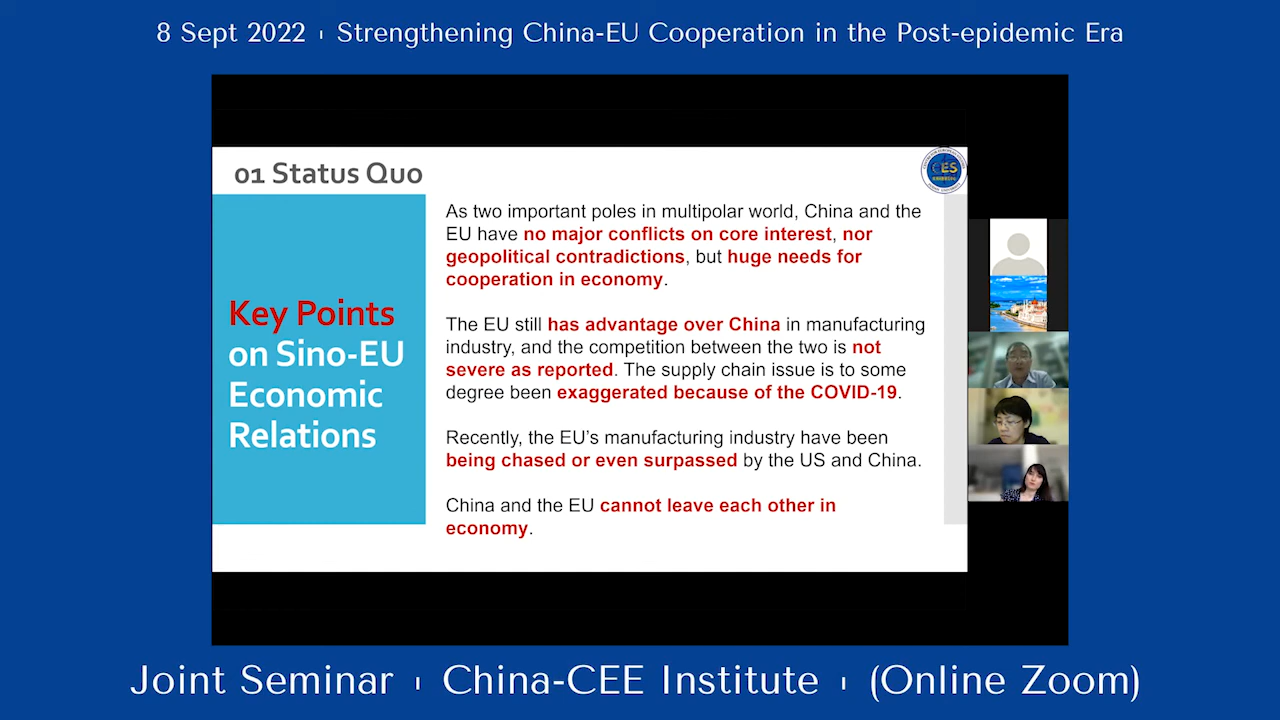 8 Sept 2022 ı Strengthening China-EU Cooperation in the Post-epidemic Era
01 Status Quo
CES
Key Points
on Sino-EU
Economic
Relations
As two important poles in multipolar world, China and the
EU have no major conflicts on core interest, nor
geopolitical contradictions, but huge needs for
cooperation in economy.
The EU still has advantage over China in manufacturing
industry, and the competition between the two is not
severe as reported. The supply chain issue is to some
degree been exaggerated because of the COVID-19.
Recently, the EU’s manufacturing industry have been
being chased or even surpassed by the US and China.
China and the EU cannot leave each other in
economy.
Joint Seminar ı China-CEE Institute ı (Online Zoom)